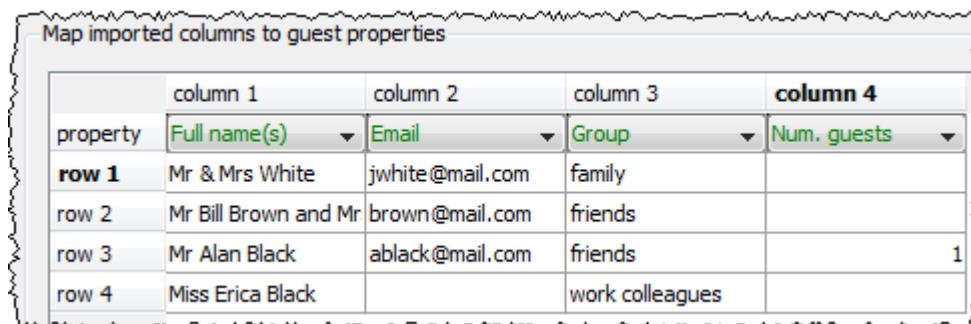 Map imported columns to guest properties
column 1 column 2 column 3 column 4
property Full name(s) Email Group Num. guests
row 1 Mr & Mrs White jwhite@mail.com family
row 2 Mr Bill Brown and Mr brown@mail.com friends
row 3 Mr Alan Black ablack@mail.com friends 1
row 4 Miss Erica Black work colleagues